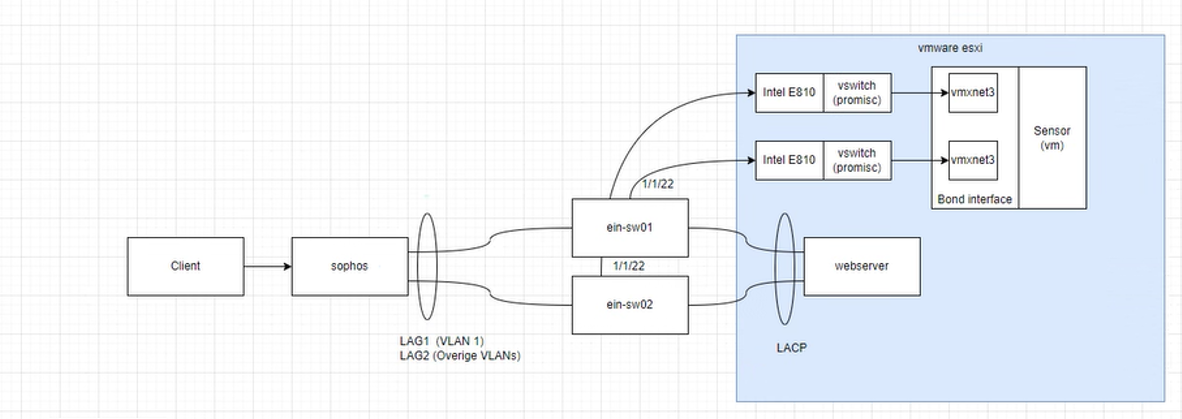 vmware esxi
Intel E810
vswitch
(promisc)
vmxnet3
Sensor
(vm)
Intel E810
vswitch
(promisc)
vmxnet3
1/1/22
Bond interface
ein-sw01
Client
sophos
1/1/22
webserver
ein-sw02
LAG1 (VLAN 1)
LAG2 (Overige VLANs)
LACP